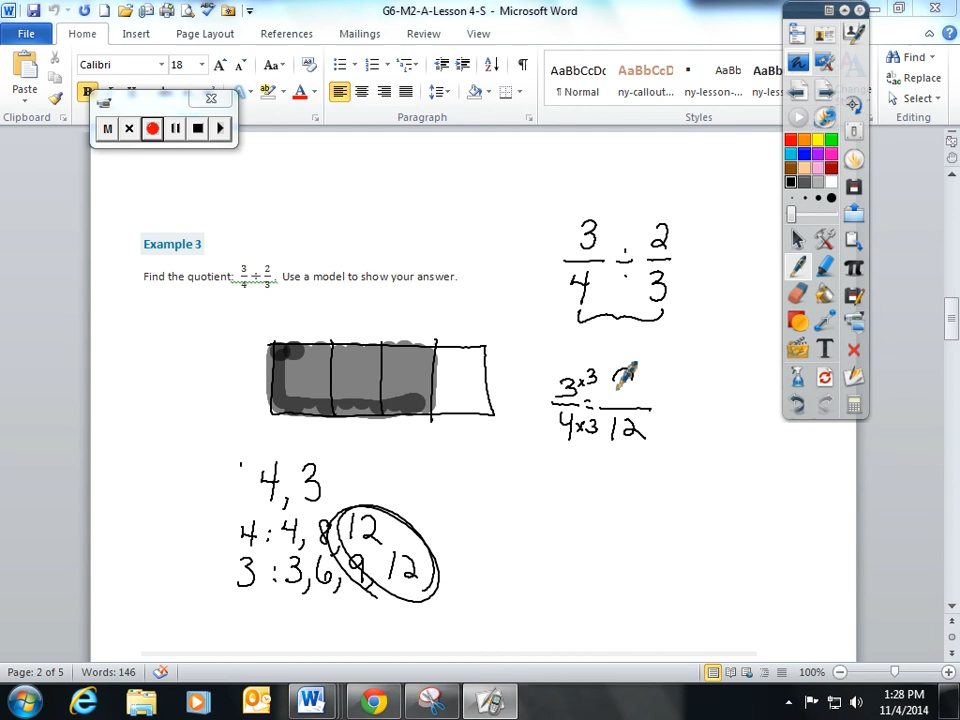 G6-M2-A-Lesson 4-S - Microsoft Word
File Home Insert Page Layout References Mailings Review View
Calibri 18 A A Aa
Paste
B
AaBbCcDc AaBbCcD AaBb AaBb
¶ Normal ny-callout... ny-lesson-...
Find
Replace
Select
Clipboard Paragraph Styles Editing
M
Example 3
Find the quotient: 3/4 ÷ 2/3. Use a model to show your answer.
3/4 ÷ 2/3
3×3 =
4×3 12
4, 3
4 : 4, 8, 12
3 : 3, 6, 9, 12
Page: 2 of 5 Words: 146 100%
1:28 PM
11/4/2014